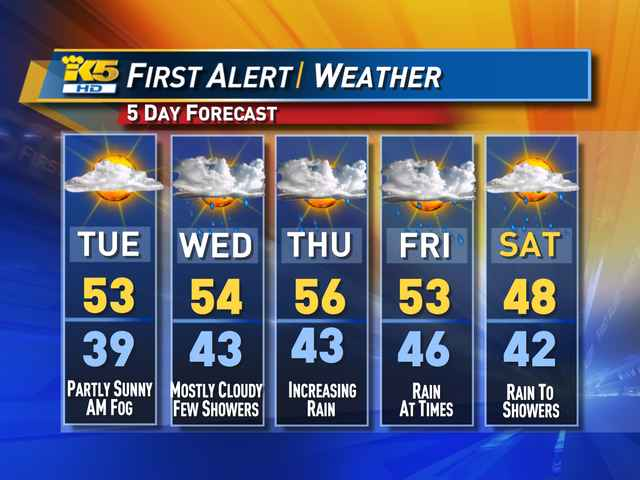 K5
HD
FIRST ALERT | WEATHER
5 DAY FORECAST
TUE WED THU FRI SAT
53 54 56 53 48
39 43 43 46 42
PARTLY SUNNY MOSTLY CLOUDY INCREASING RAIN RAIN TO
AM FOG FEW SHOWERS RAIN AT TIMES SHOWERS
FIRST